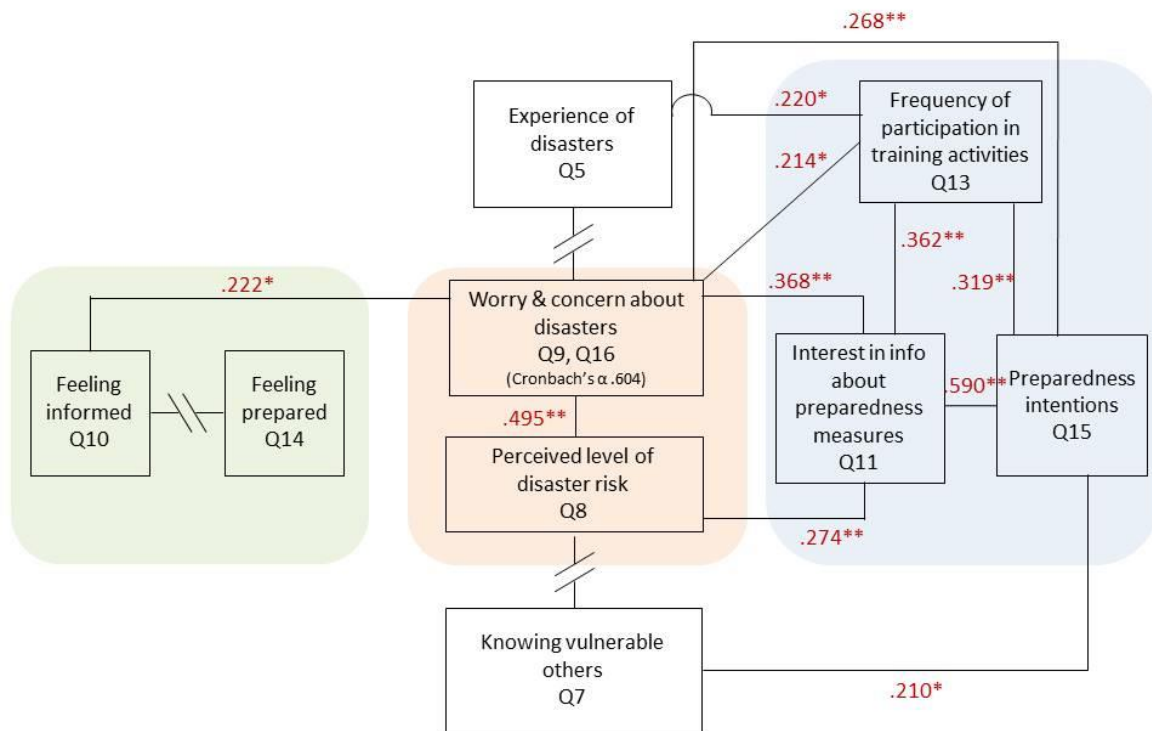 .268**
Experience of
disasters
Q5
.220*
Frequency of
participation in
training activities
Q13
.214*
.362**
.319**
.222*
Worry & concern about
disasters
Q9, Q16
(Cronbach's α .604)
.368**
Feeling
informed
Q10
Feeling
prepared
Q14
Interest in info
about
preparedness
measures
Q11
.590**
Preparedness
intentions
Q15
.495**
Perceived level of
disaster risk
Q8
.274**
Knowing vulnerable
others
Q7
.210*